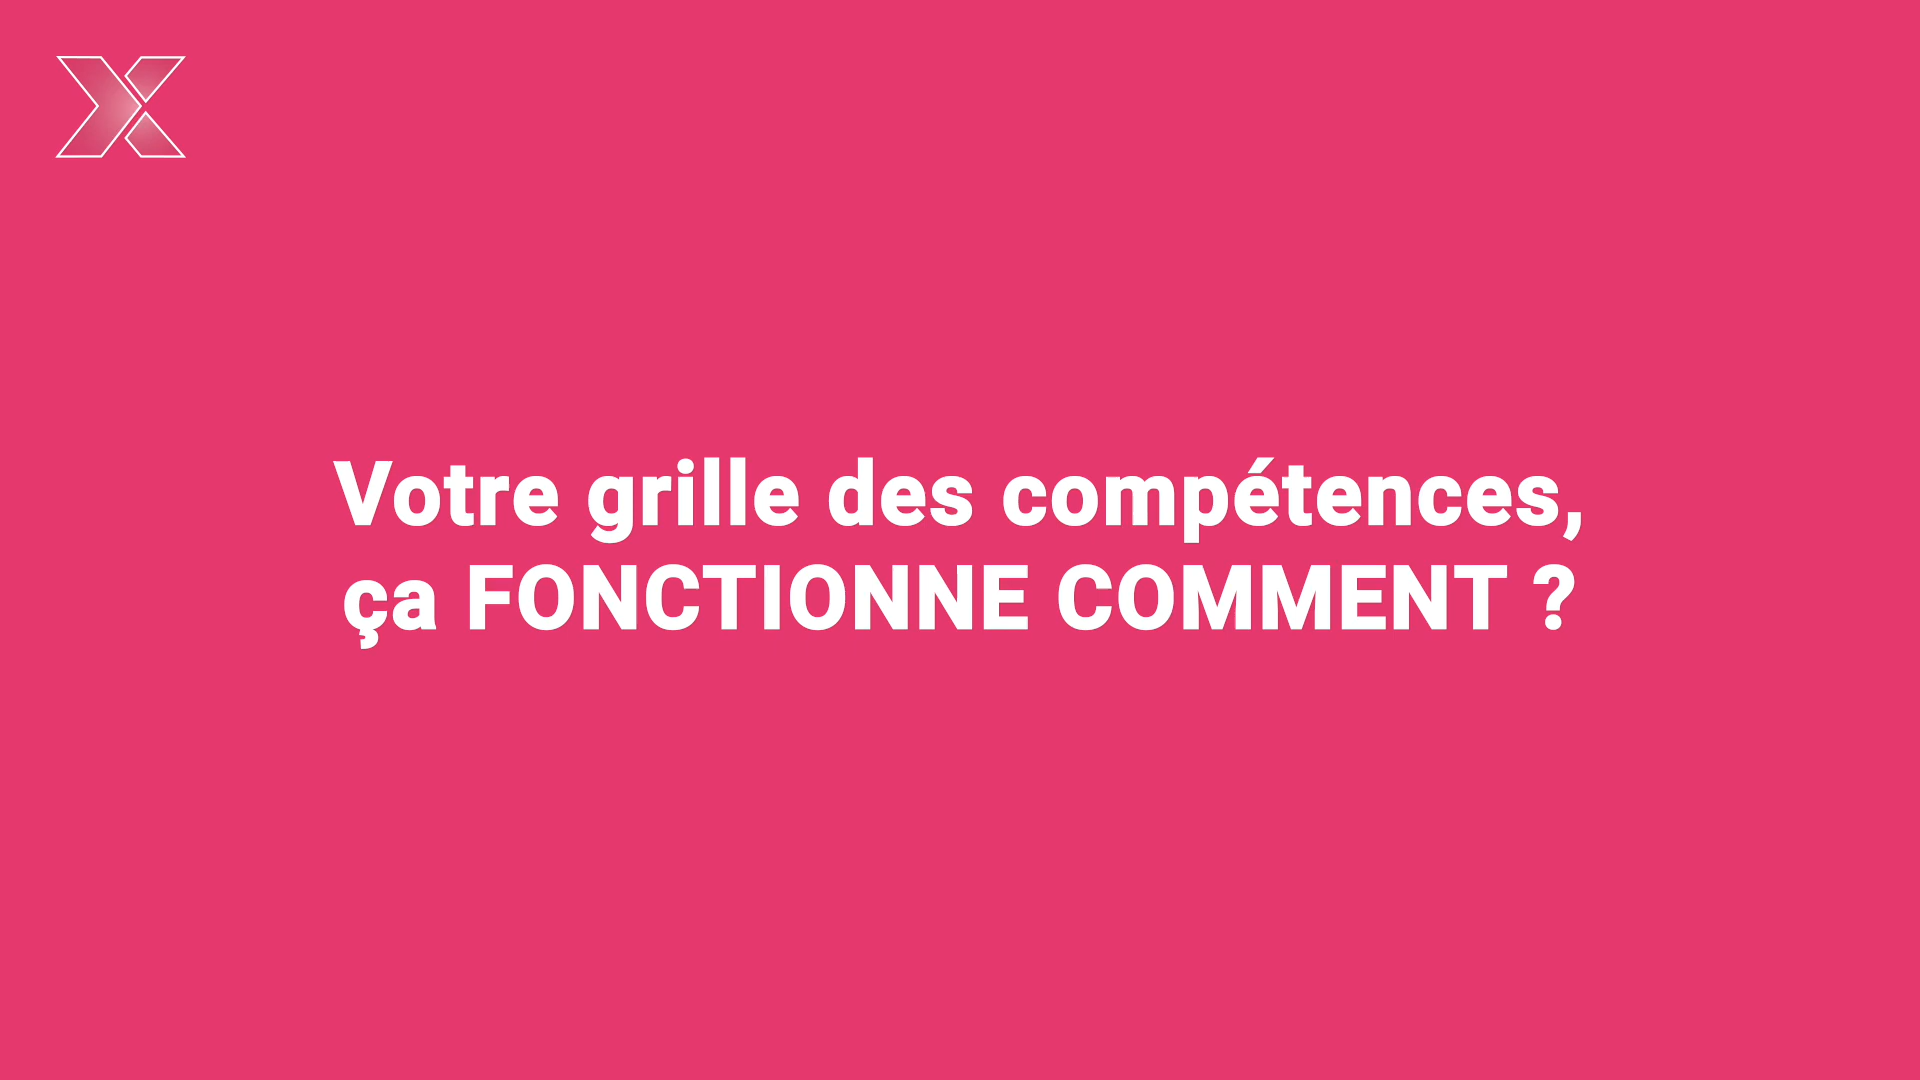 Votre grille des compétences,
ça FONCTIONNE COMMENT ?